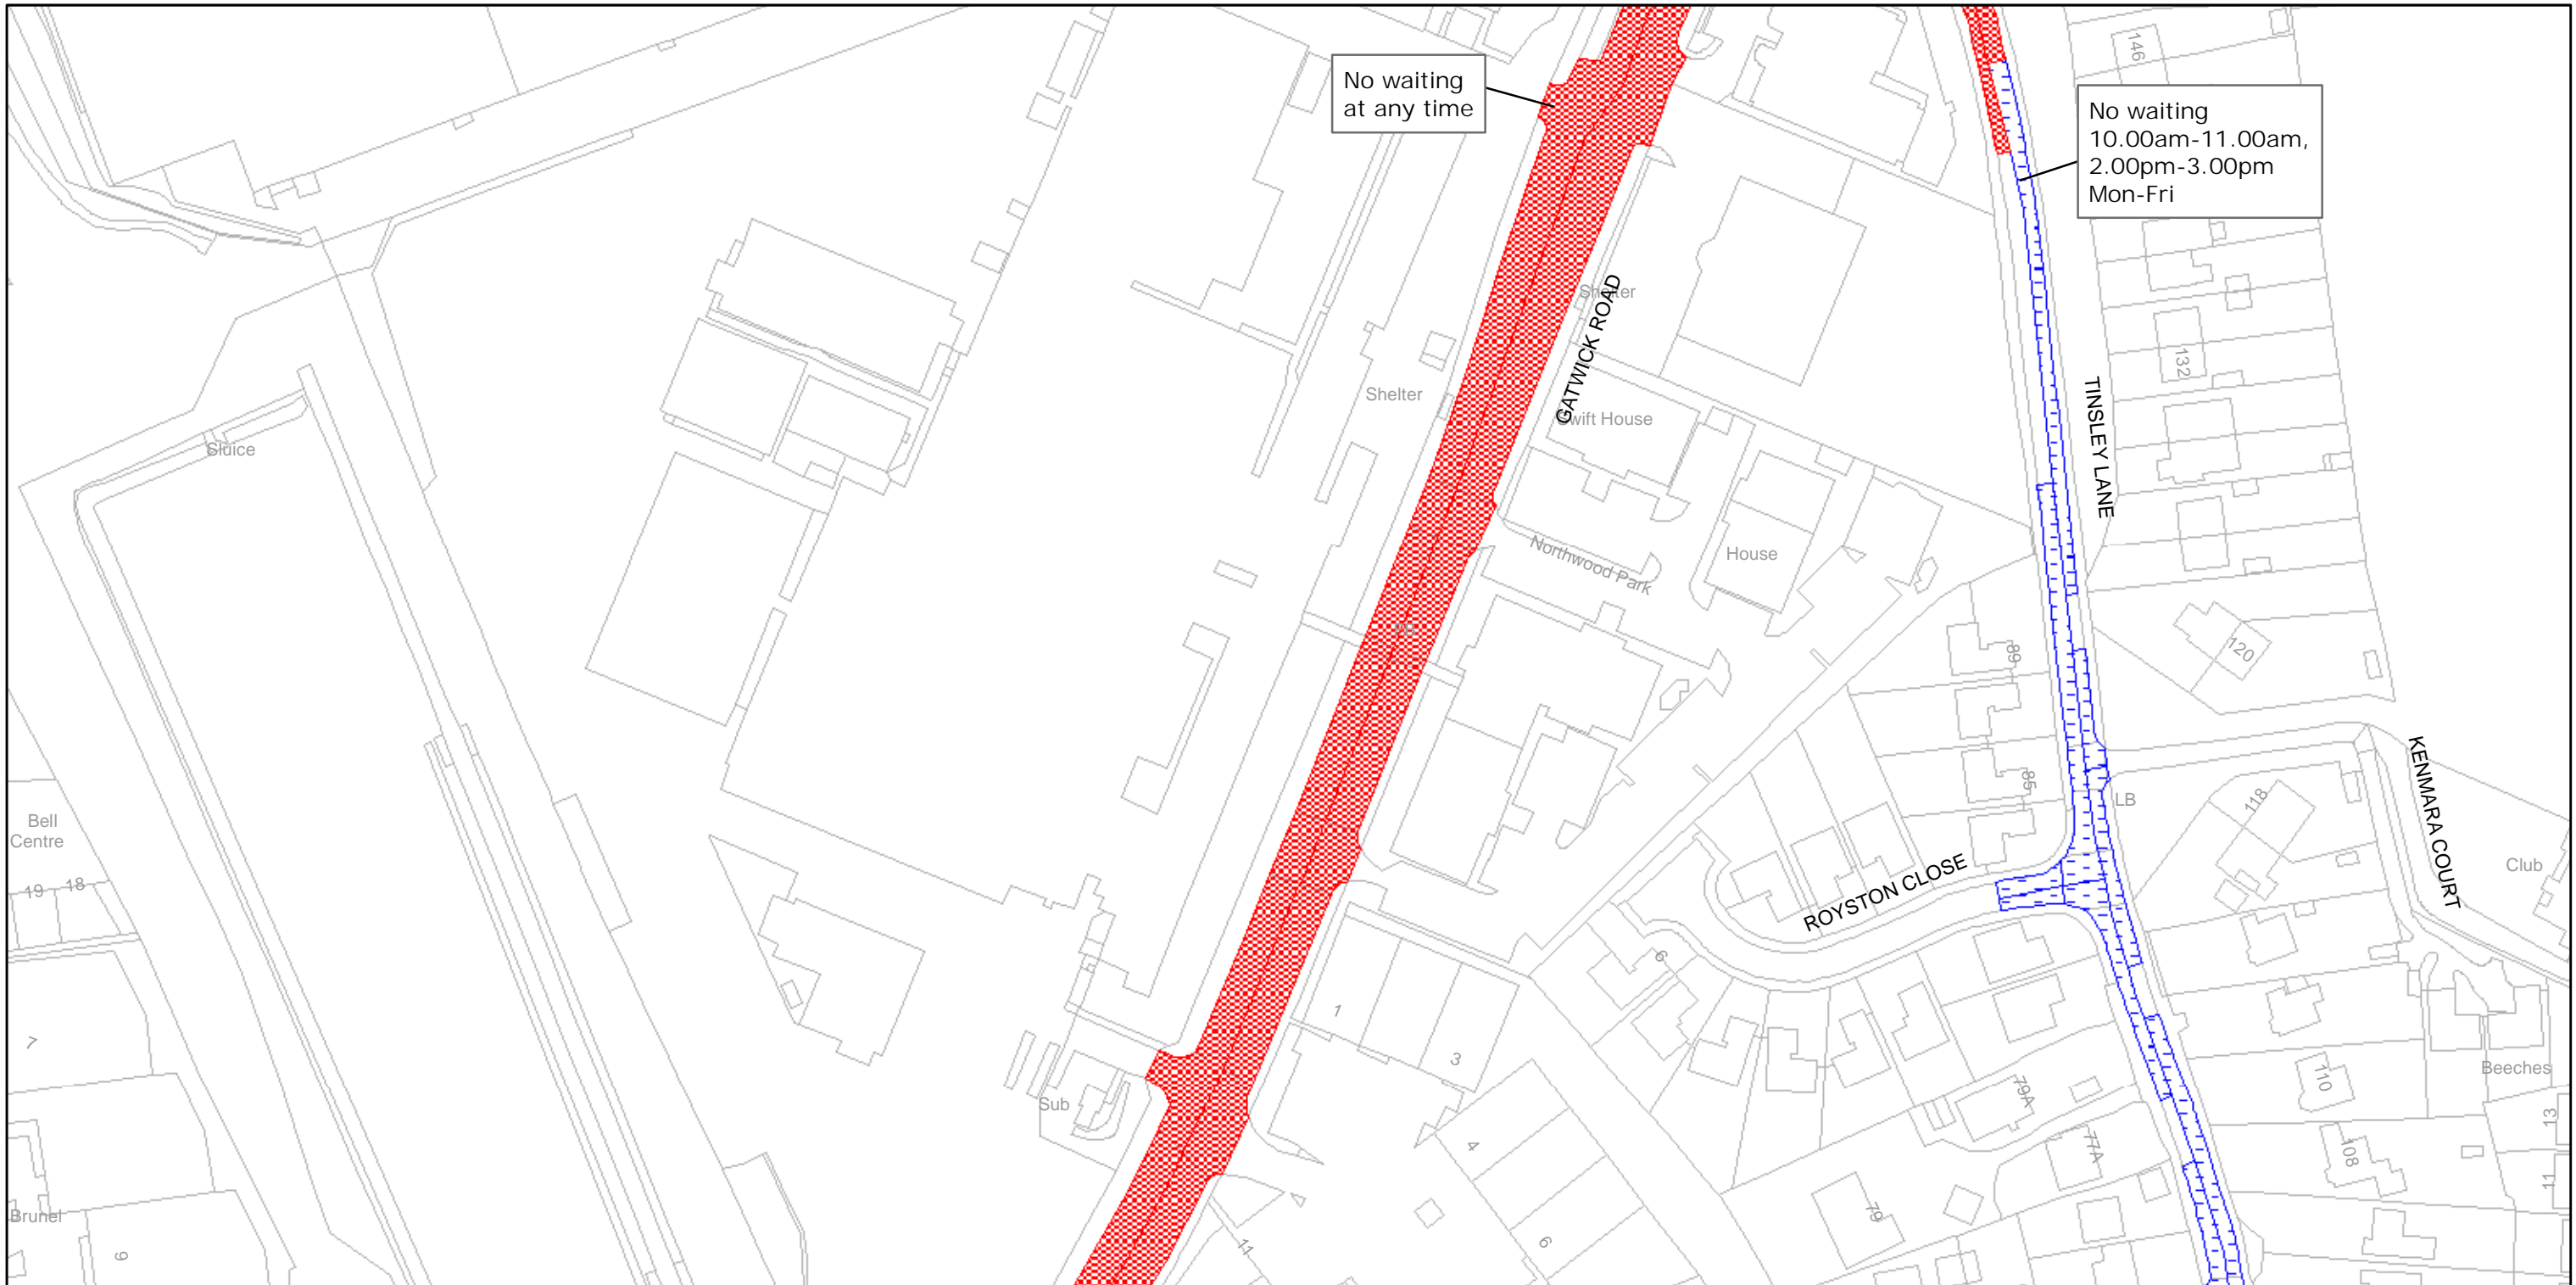 No waiting
at any time
No waiting
10.00am-11.00am,
2.00pm-3.00pm
Mon-Fri
146
Shelter
GATWICK ROAD
132
Shelter
Swift House
TINSLEY LANE
Sluice
Northwood Park
House
89
120
85
LB
118
KENMARA COURT
Bell
Centre
19
18
ROYSTON CLOSE
Club
6
1
7
3
Beeches
110
79A
Sub
13
4
77A
108
11
79
Brunel
9
11
6